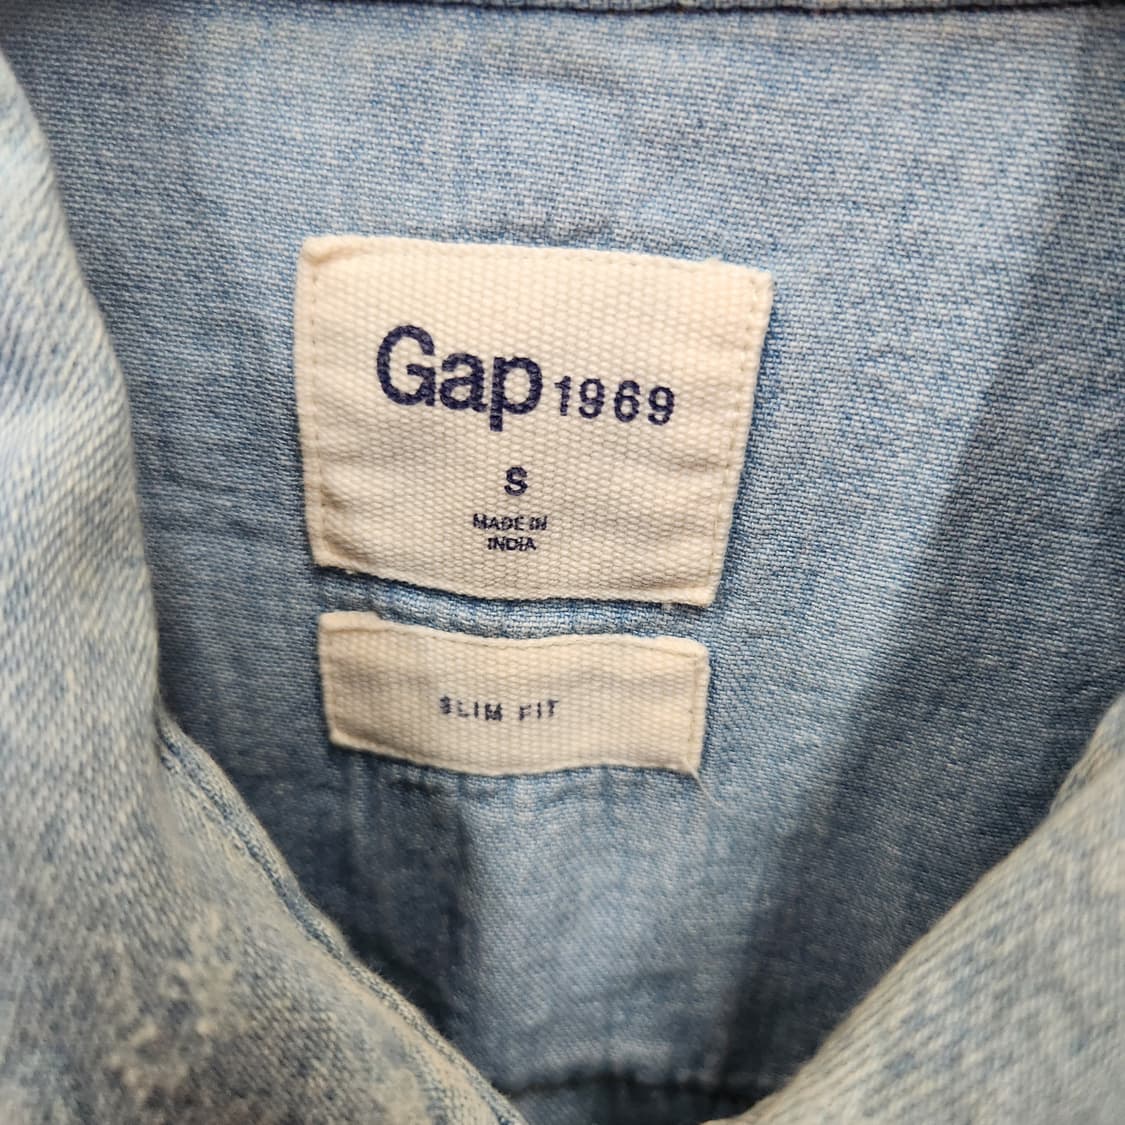 Gap 1969
S
MADE IN
INDIA
SLIM FIT